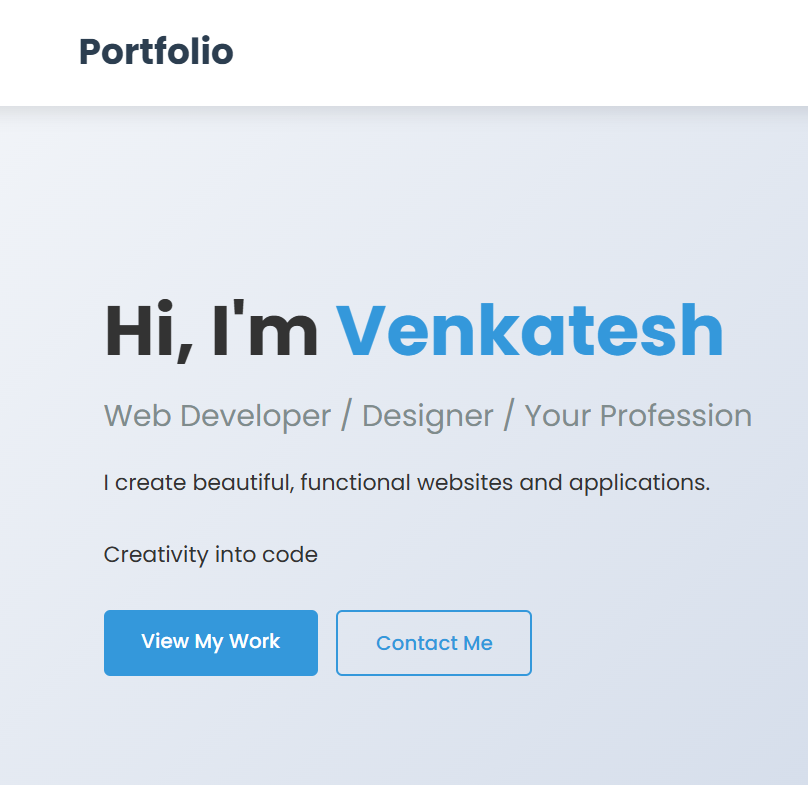 Portfolio
Hi, I'm Venkatesh
Web Developer / Designer / Your Profession
I create beautiful, functional websites and applications.
Creativity into code
View My Work
Contact Me